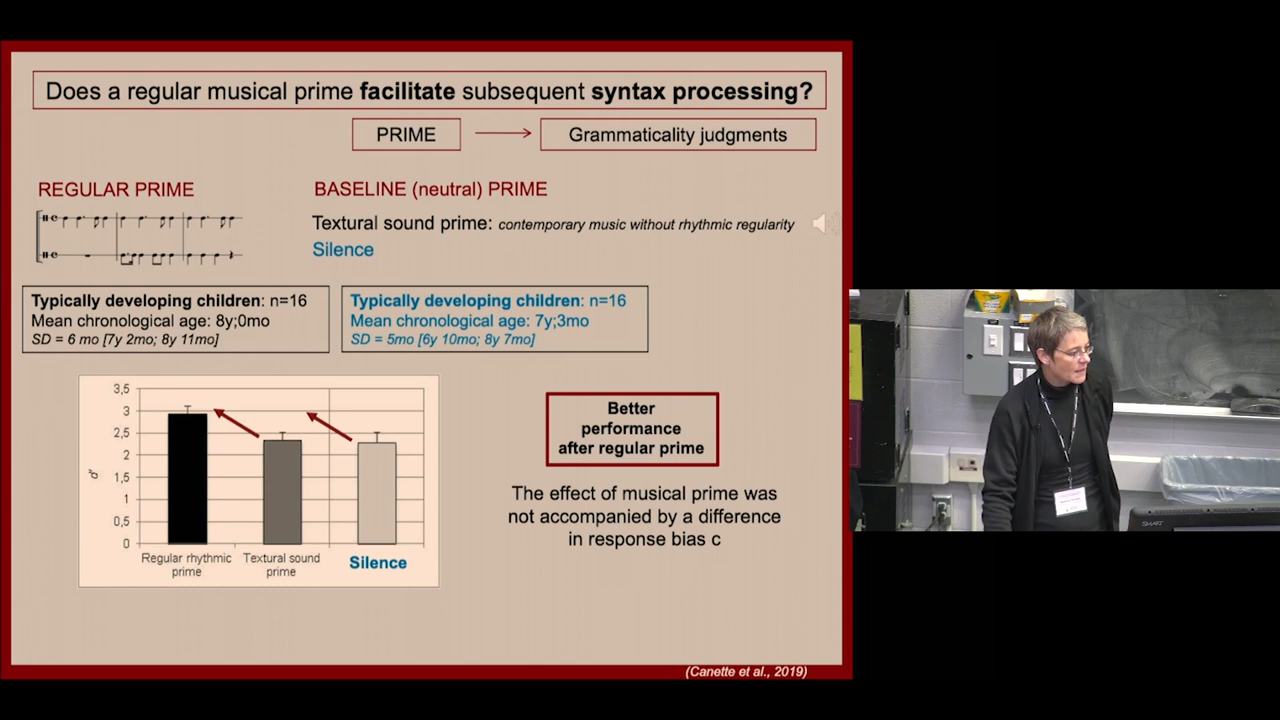 Does a regular musical prime facilitate subsequent syntax processing?
PRIME
Grammaticality judgments
REGULAR PRIME
BASELINE (neutral) PRIME
Textural sound prime: contemporary music without rhythmic regularity
Silence
Typically developing children: n=16
Mean chronological age: 8y;0mo
SD = 6 mo [7y 2mo; 8y 11mo]
Typically developing children: n=16
Mean chronological age: 7y;3mo
SD = 5mo [6y 10mo; 8y 7mo]
3,5
3
2,5
2
1,5
1
0,5
0
d'
Regular rhythmic
prime
Textural sound
prime
Silence
Better
performance
after regular prime
The effect of musical prime was
not accompanied by a difference
in response bias c
(Canette et al., 2019)
SMART